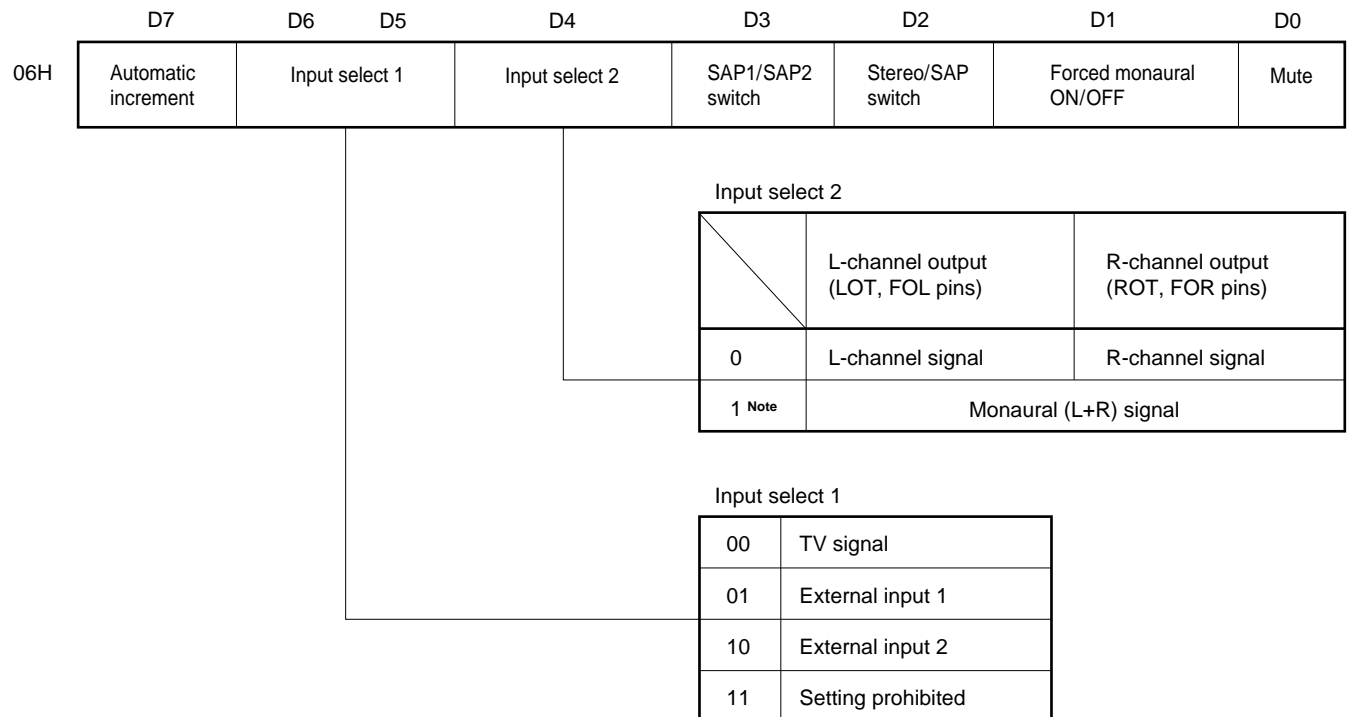 D7 D6 D5 D4 D3 D2 D1 D0
06H Automatic increment Input select 1 Input select 2 SAP1/SAP2 switch Stereo/SAP switch Forced monaural ON/OFF Mute
Input select 2
L-channel output (LOT, FOL pins) R-channel output (ROT, FOR pins)
0 L-channel signal R-channel signal
1 Note Monaural (L+R) signal
Input select 1
00 TV signal
01 External input 1
10 External input 2
11 Setting prohibited